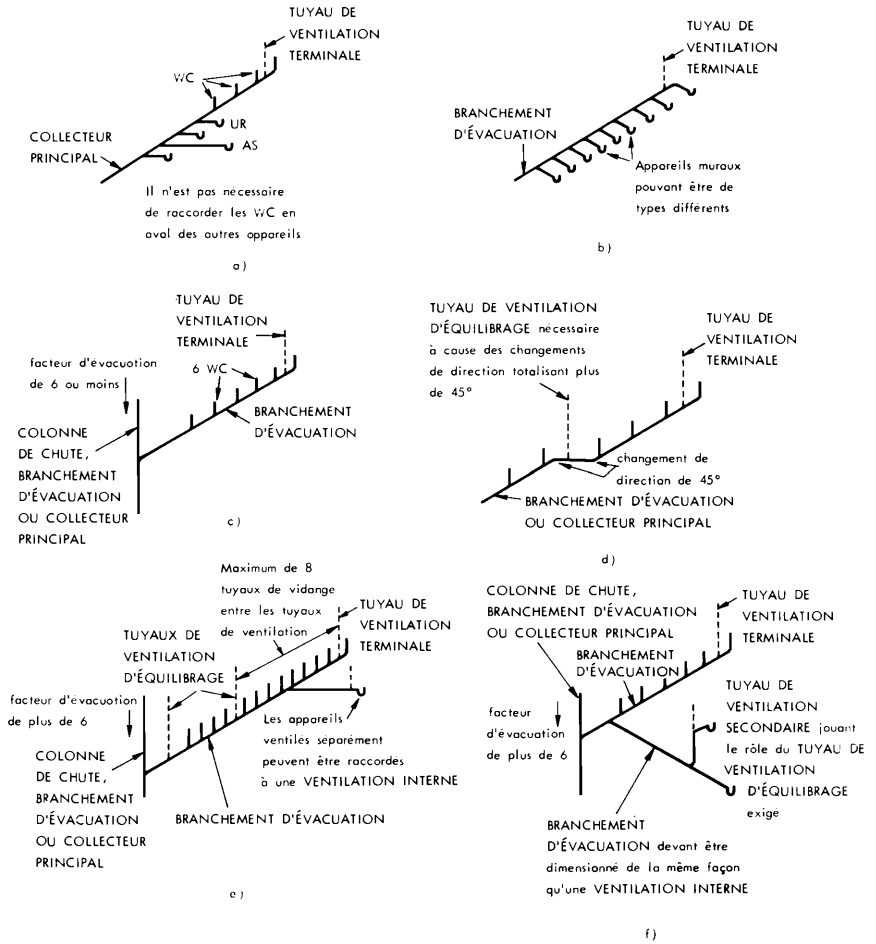 TUYAU DE
VENTILATION
TERMINALE
WC
UR
AS
COLLECTEUR
PRINCIPAL
Il n'est pas nécessaire
de raccorder les WC en
aval des autres appareils
a)
TUYAU DE
VENTILATION
TERMINALE
BRANCHEMENT
D'ÉVACUATION
Appareils muraux
pouvant être de
types différents
b)
TUYAU DE
VENTILATION
TERMINALE
facteur d'évacuation
de 6 ou moins
6 WC
BRANCHEMENT
D'ÉVACUATION
COLONNE
DE CHUTE,
BRANCHEMENT
D'ÉVACUATION
OU COLLECTEUR
PRINCIPAL
c)
TUYAU DE VENTILATION
D'ÉQUILIBRAGE nécessaire
à cause des changements
de direction totalisant plus
de 45°
TUYAU DE
VENTILATION
TERMINALE
changement de
direction de 45°
BRANCHEMENT D'ÉVACUATION
OU COLLECTEUR PRINCIPAL
d)
Maximum de 8
tuyaux de vidange
entre les tuyaux
de ventilation
TUYAU DE
VENTILATION
TERMINALE
TUYAUX DE
VENTILATION
D'ÉQUILIBRAGE
facteur d'évacuation
de plus de 6
Les appareils
ventilés séparément
peuvent être raccordés
à une VENTILATION INTERNE
COLONNE
DE CHUTE,
BRANCHEMENT
D'ÉVACUATION
OU COLLECTEUR
PRINCIPAL
BRANCHEMENT D'ÉVACUATION
e)
COLONNE DE CHUTE,
BRANCHEMENT D'ÉVACUATION
OU COLLECTEUR PRINCIPAL
TUYAU DE
VENTILATION
TERMINALE
BRANCHEMENT
D'ÉVACUATION
facteur
d'évacuation
de plus de 6
TUYAU DE
VENTILATION
SECONDAIRE jouant
le rôle du TUYAU DE
VENTILATION
D'ÉQUILIBRAGE
exigé
BRANCHEMENT
D'ÉVACUATION devant être
dimensionné de la même façon
qu'une VENTILATION INTERNE
f)